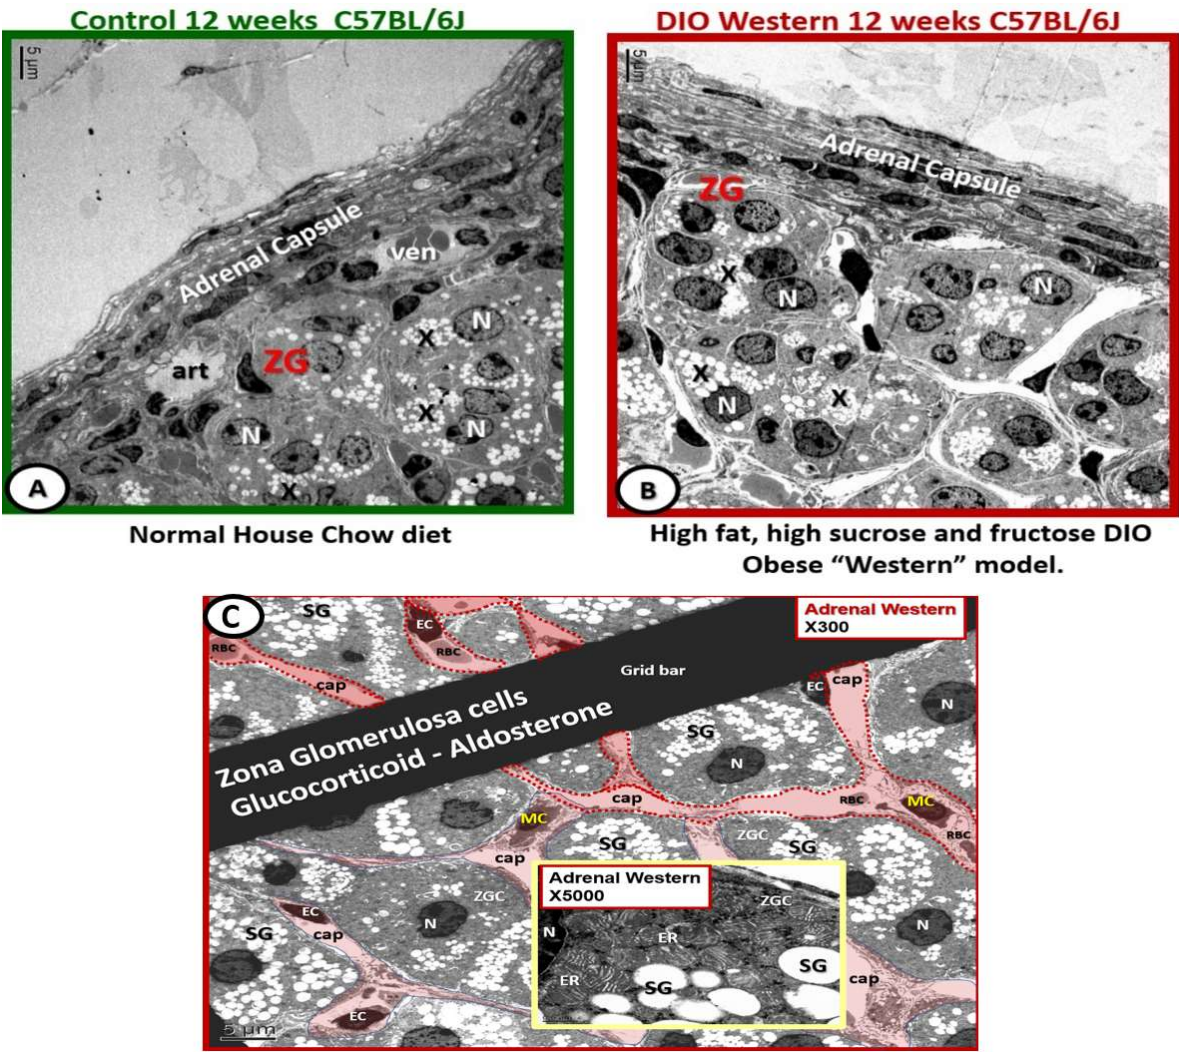 Control 12 weeks C57BL/6J
DIO Western 12 weeks C57BL/6J
5 µm
Adrenal Capsule
ven
N
X
ZG
art
X
N
N
X
A
5 µm
Adrenal Capsule
ZG
X
N
N
X
X
N
B
Normal House Chow diet
High fat, high sucrose and fructose DIO
Obese “Western” model.
C
SG
EC
RBC
RBC
cap
Adrenal Western
X300
Grid bar
Zona Glomerulosa cells
Glucocorticoid - Aldosterone
EC
cap
N
SG
N
cap
RBC
MC
MC
RBC
SG
ZGC
SG
cap
Adrenal Western
X5000
ZGC
ZGC
EC
N
N
SG
cap
N
ER
ER
SG
SG
cap
EC
5 µm